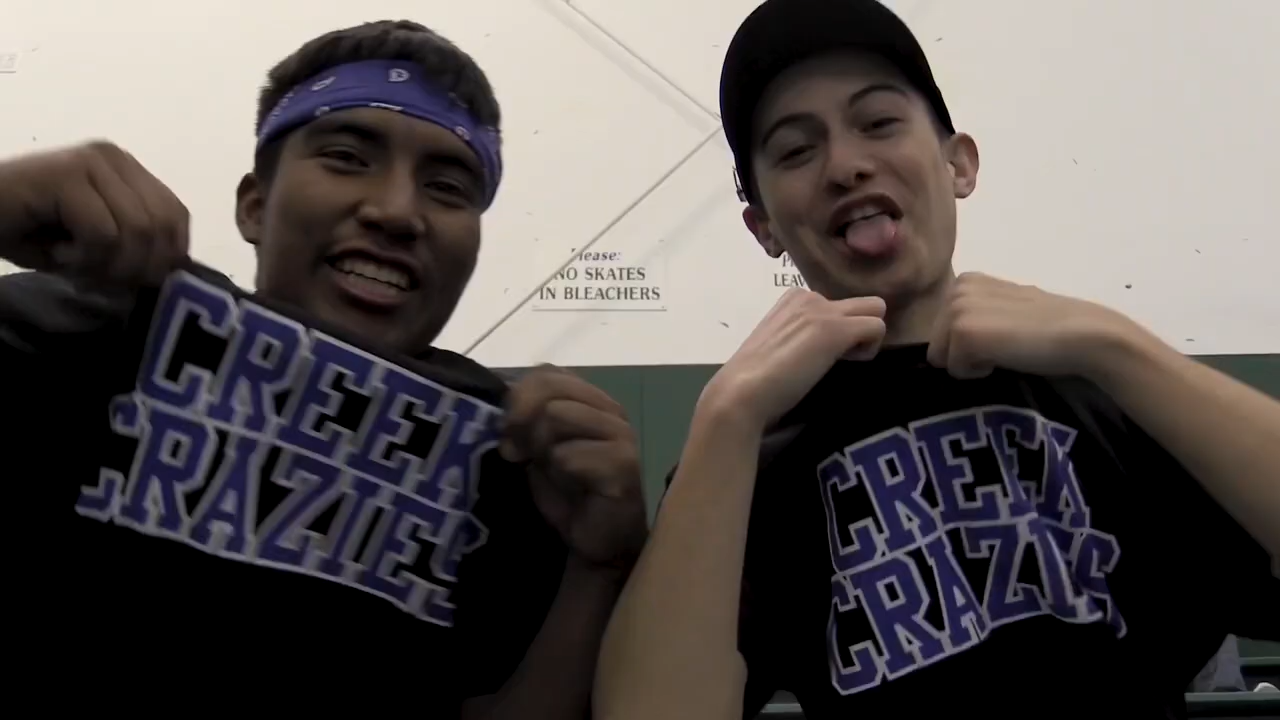 Please:
NO SKATES
IN BLEACHERS
CREEK
CRAZIES
CREEK
CRAZIES